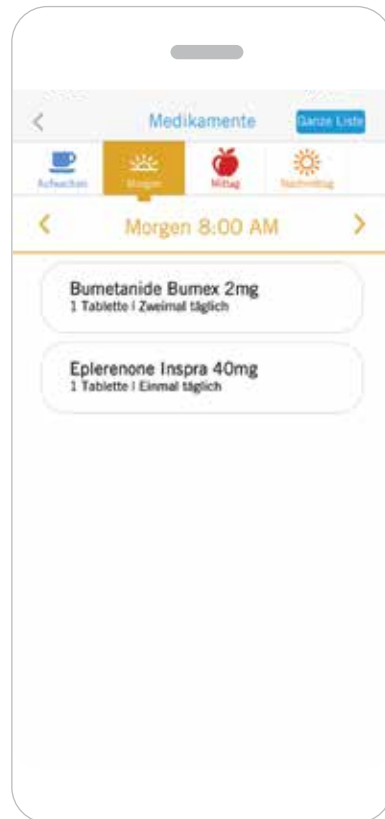 Medikamente
Ganze Liste
Aufwachen
Morgen
Mittag
Nachmittag
Morgen 8:00 AM
Bumetanide Bumex 2mg
1 Tablette | Zweimal täglich
Eplerenone Inspra 40mg
1 Tablette | Einmal täglich